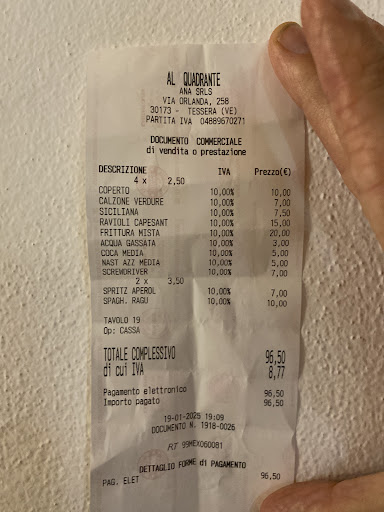 AL QUADRANTE
ANA SRLS
VIA ORLANDA, 258
30173 - TESSERA (VE)
PARTITA IVA 04889670271
DOCUMENTO COMMERCIALE
di vendita o prestazione
DESCRIZIONE IVA Prezzo(€)
4 x 2,50
COPERTO 10,00% 10,00
CALZONE VERDURE 10,00% 7,00
SICILIANA 10,00% 7,50
RAVIOLI CAPESANT 10,00% 15,00
FRITTURA MISTA 10,00% 20,00
ACQUA GASSATA 10,00% 3,00
COCA MEDIA 10,00% 5,00
NAST AZZ MEDIA 10,00% 5,00
SCREWDRIVER 10,00% 7,00
2 x 3,50
SPRITZ APEROL 10,00% 7,00
SPAGH. RAGU 10,00% 10,00
TAVOLO 19
Op: CASSA
TOTALE COMPLESSIVO 96,50
di cui IVA 8,77
Pagamento elettronico 96,50
Importo pagato 96,50
19-01-2025 19:09
DOCUMENTO N. 1918-0026
RT 99MEX060081
DETTAGLIO FORME di PAGAMENTO
PAG. ELET 96,50